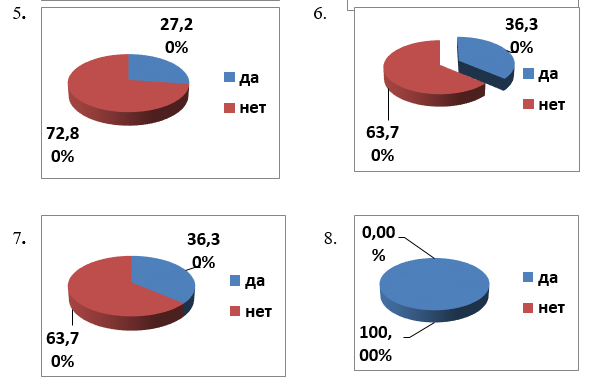 5.
27,2
0%
да
нет
72,8
0%
6.
36,3
0%
да
нет
63,7
0%
7.
36,3
0%
да
нет
63,7
0%
8.
0,00
%
да
нет
100,
00%